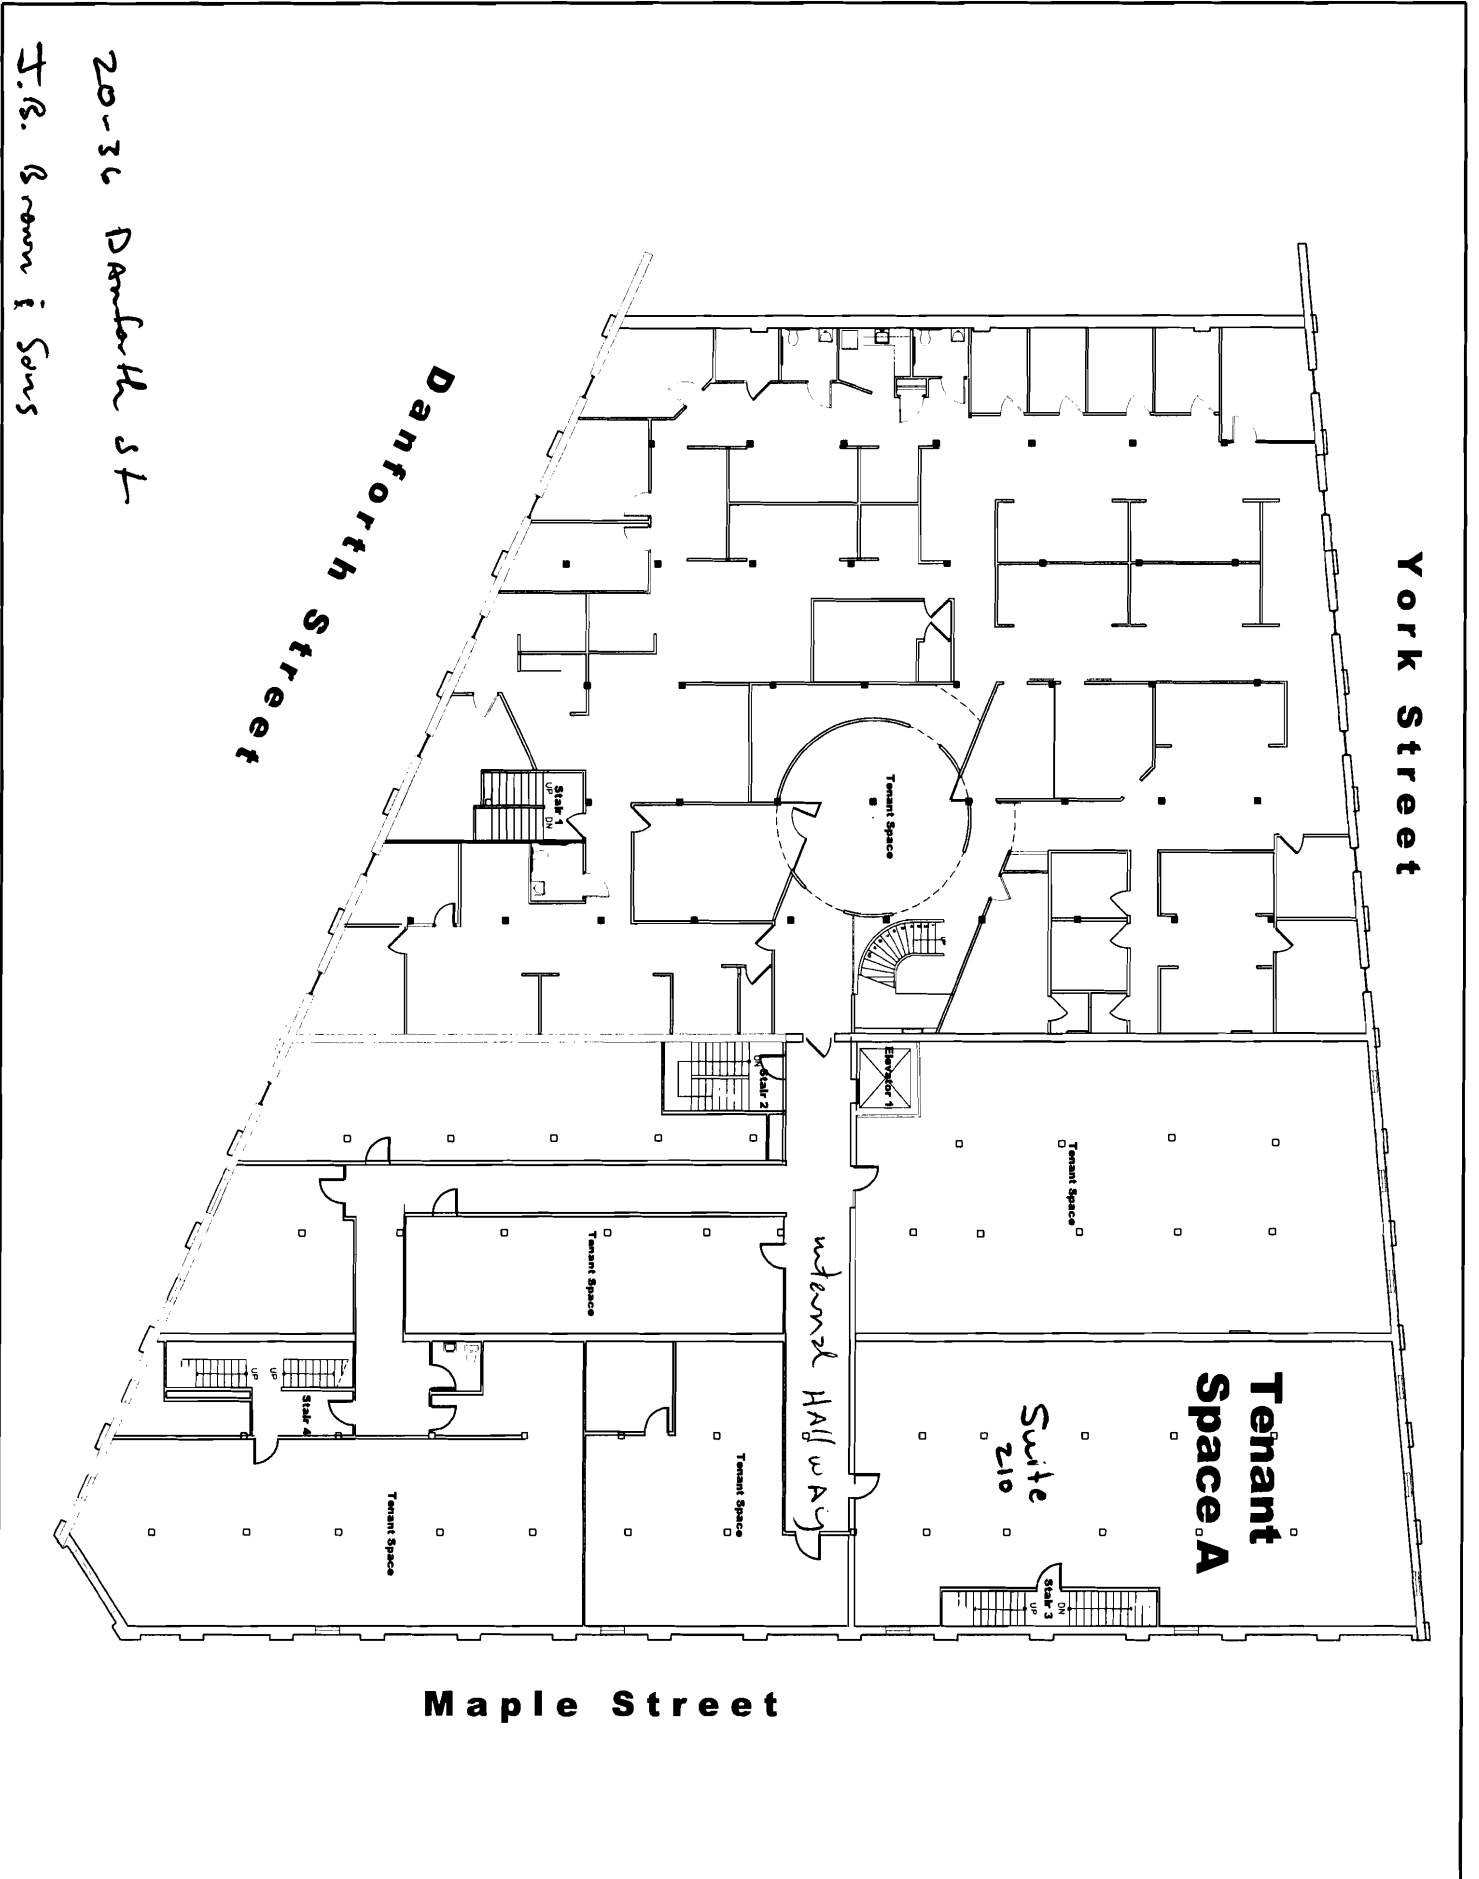 20-36 Danforth St
J.B. Brown & Sons
York Street
Danforth Street
Tenant Space
Stair 1
UP
DN
Elevator 1
Stair 2
DN
Tenant Space
Tenant Space
internal HAllwAy
Tenant
Space A
Suite
210
Stair 4
UP
UP
Tenant Space
Tenant Space
Stair 3
DN
UP
Maple Street